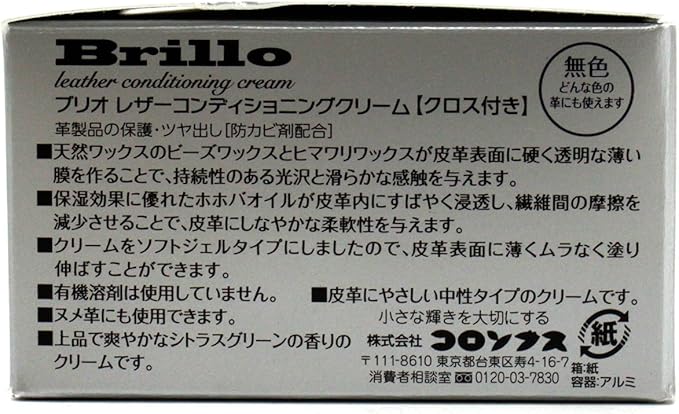 Brillo
leather conditioning cream
ブリオ レザーコンディショニングクリーム【クロス付き】
革製品の保護・ツヤ出し[防カビ剤配合]
無色
どんな色の
革にも使えます
■天然ワックスのビーズワックスとヒマワリワックスが皮革表面に硬く透明な薄い
膜を作ることで、持続性のある光沢と滑らかな感触を与えます。
■保湿効果に優れたホホバオイルが皮革内にすばやく浸透し、繊維間の摩擦を
減少させることで、皮革にしなやかな柔軟性を与えます。
■クリームをソフトジェルタイプにしましたので、皮革表面に薄くムラなく塗り
伸ばすことができます。
■有機溶剤は使用していません。 ■皮革にやさしい中性タイプのクリームです。
■ヌメ革にも使用できます。
■上品で爽やかなシトラスグリーンの香りの
クリームです。
小さな輝きを大切にする
株式会社 コロンブス
〒111-8610 東京都台東区寿4-16-7
消費者相談室 0120-03-7830
紙
箱:紙
容器:アルミ